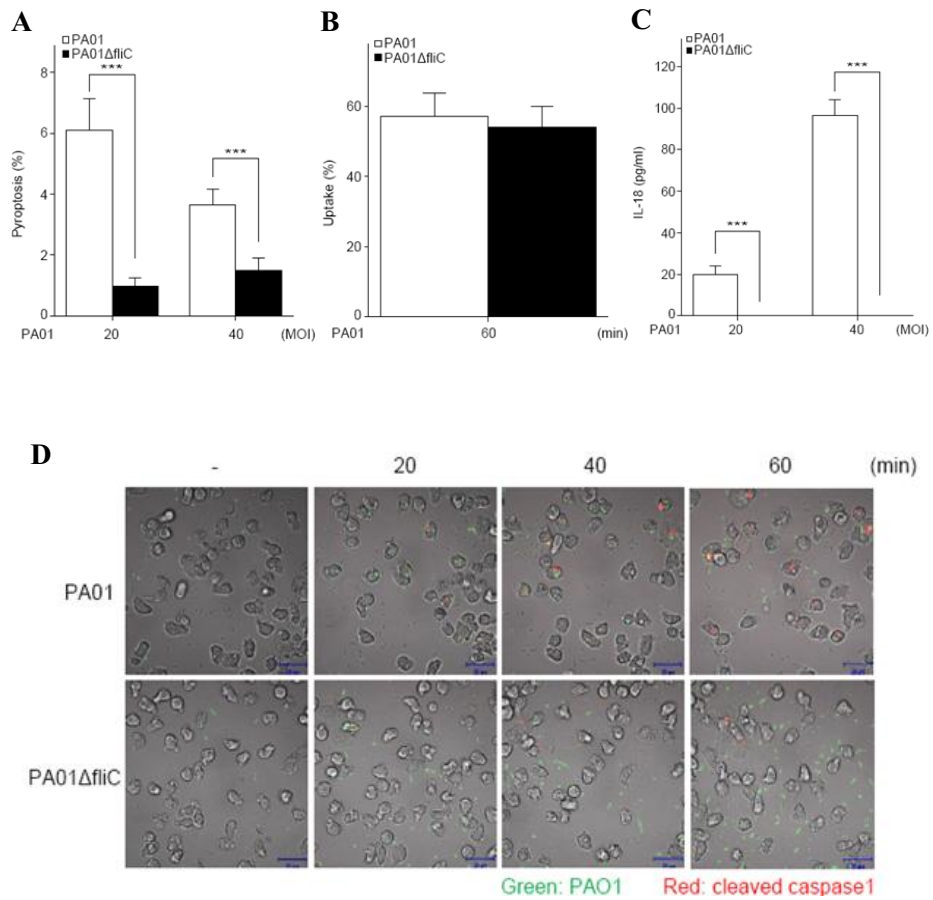 A
□PA01
■PA01ΔfliC
Pyroptosis (%)
8
6
4
2
0
***
***
PA01 20 40 (MOI)
B
□PA01
■PA01ΔfliC
Uptake (%)
60
40
20
0
PA01 60 (min)
C
□PA01
■PA01ΔfliC
IL-18 (pg/ml)
120
100
80
60
40
20
0
***
***
PA01 20 40 (MOI)
D
- 20 40 60 (min)
PA01
PA01ΔfliC
Green: PAO1 Red: cleaved caspase1